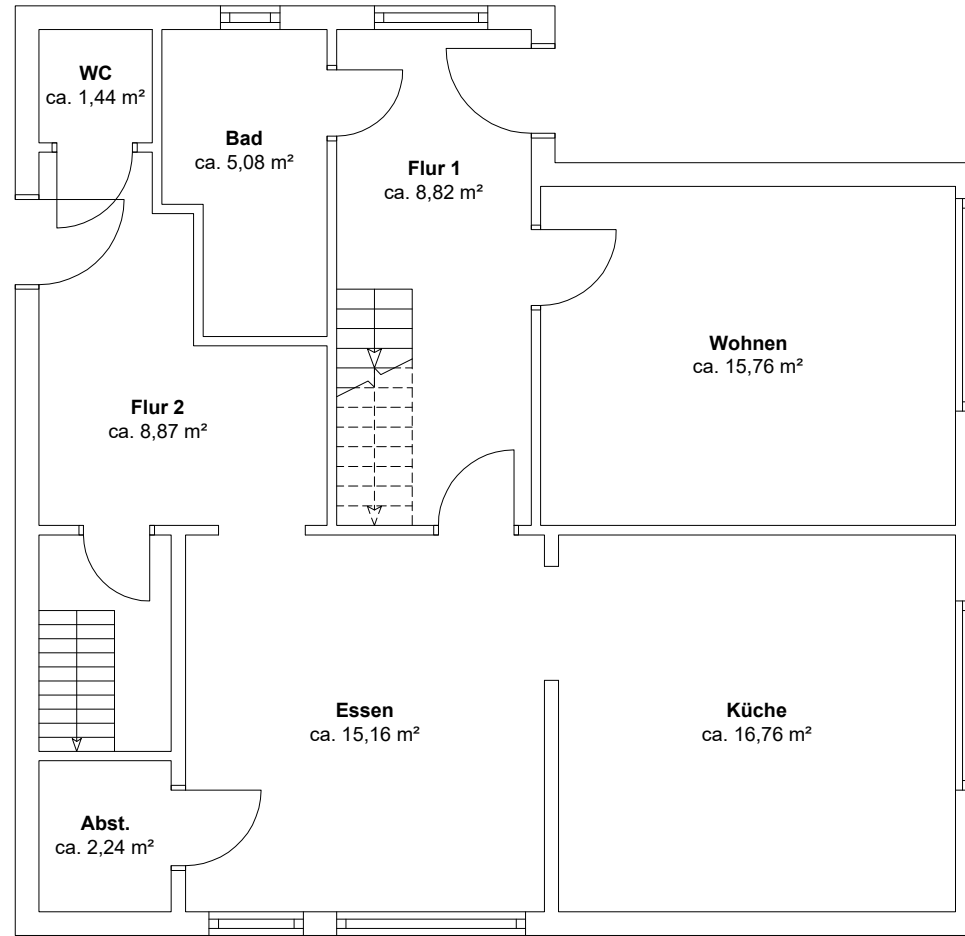 WC
ca. 1,44 m²
Bad
ca. 5,08 m²
Flur 1
ca. 8,82 m²
Wohnen
ca. 15,76 m²
Flur 2
ca. 8,87 m²
Essen
ca. 15,16 m²
Küche
ca. 16,76 m²
Abst.
ca. 2,24 m²